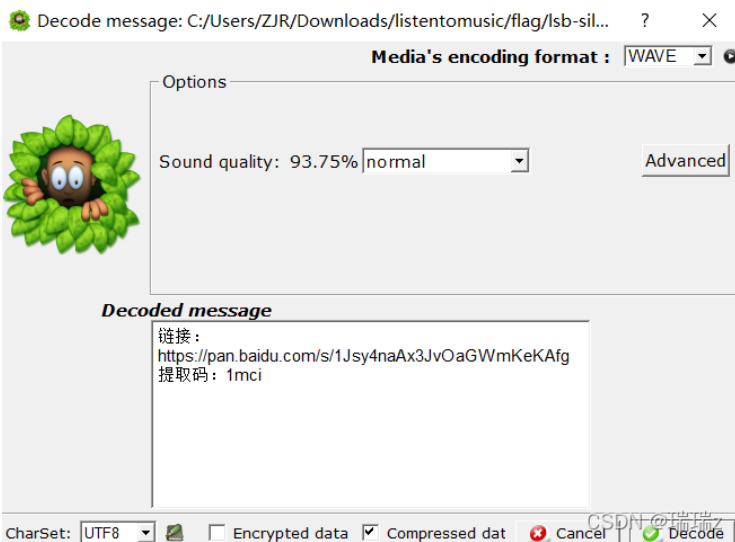 Decode message: C:/Users/ZJR/Downloads/listentomusic/flag/lsb-sil...
?
Media's encoding format :
WAVE
Options
Sound quality: 93.75%
normal
Advanced
Decoded message
链接：
https://pan.baidu.com/s/1Jsy4naAx3JvOaGWmKeKAfg
提取码：1mci
CharSet:
UTF8
Encrypted data
Compressed dat
Cancel
Decode
CSDN @瑞瑞z